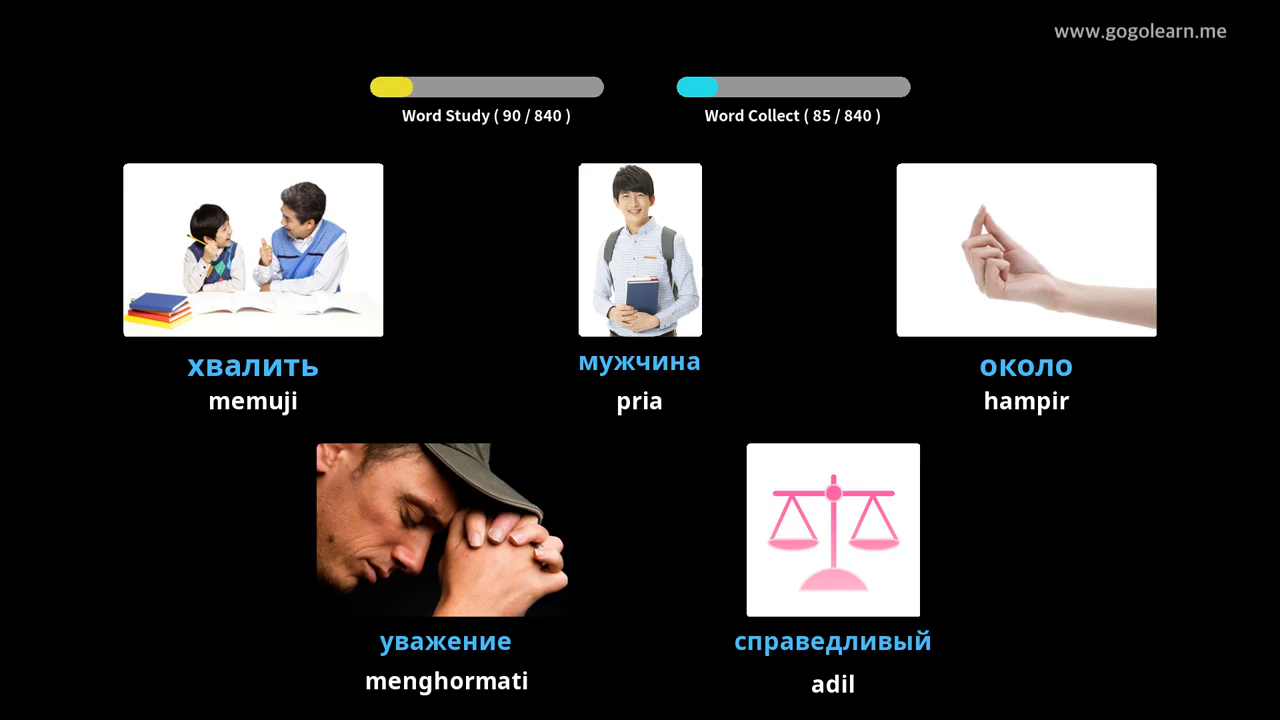 www.gogolearn.me
Word Study ( 90 / 840 )
Word Collect ( 85 / 840 )
хвалить
memuji
мужчина
pria
около
hampir
уважение
menghormati
справедливый
adil